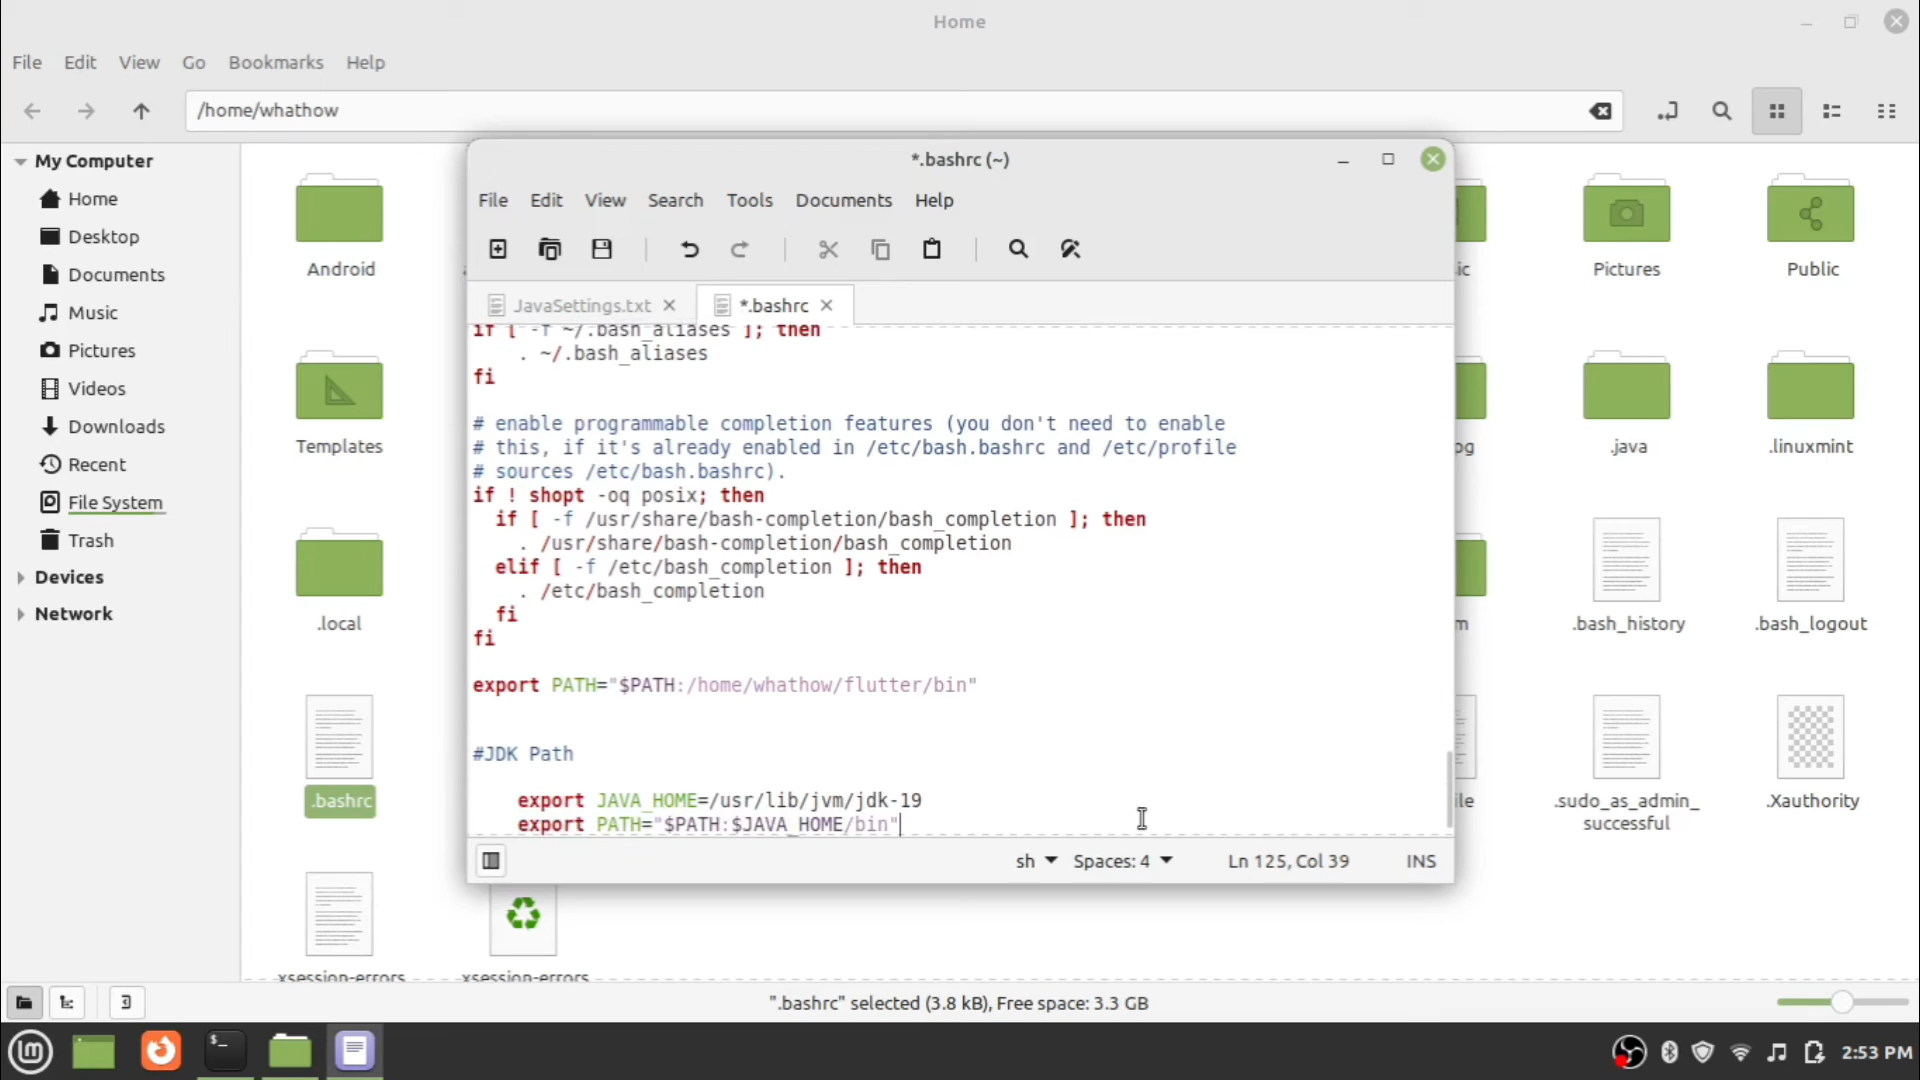 Home
File Edit View Go Bookmarks Help
/home/whathow
My Computer
Home
Desktop
Documents
Music
Pictures
Videos
Downloads
Recent
File System
Trash
Devices
Network
Android
Templates
.local
.bashrc
xsession-errors
xsession-errors
*.bashrc (~)
File Edit View Search Tools Documents Help
JavaSettings.txt
*.bashrc
if [ -f ~/.bash_aliases ]; then
. ~/.bash_aliases
fi
# enable programmable completion features (you don't need to enable
# this, if it's already enabled in /etc/bash.bashrc and /etc/profile
# sources /etc/bash.bashrc).
if ! shopt -oq posix; then
if [ -f /usr/share/bash-completion/bash_completion ]; then
. /usr/share/bash-completion/bash_completion
elif [ -f /etc/bash_completion ]; then
. /etc/bash_completion
fi
fi
export PATH="$PATH:/home/whathow/flutter/bin"
#JDK Path
export JAVA_HOME=/usr/lib/jvm/jdk-19
export PATH="$PATH:$JAVA_HOME/bin"
sh Spaces: 4 Ln 125, Col 39 INS
Pictures
Public
.java
.linuxmint
.bash_history
.bash_logout
.sudo_as_admin_
successful
.Xauthority
".bashrc" selected (3.8 kB), Free space: 3.3 GB
2:53 PM